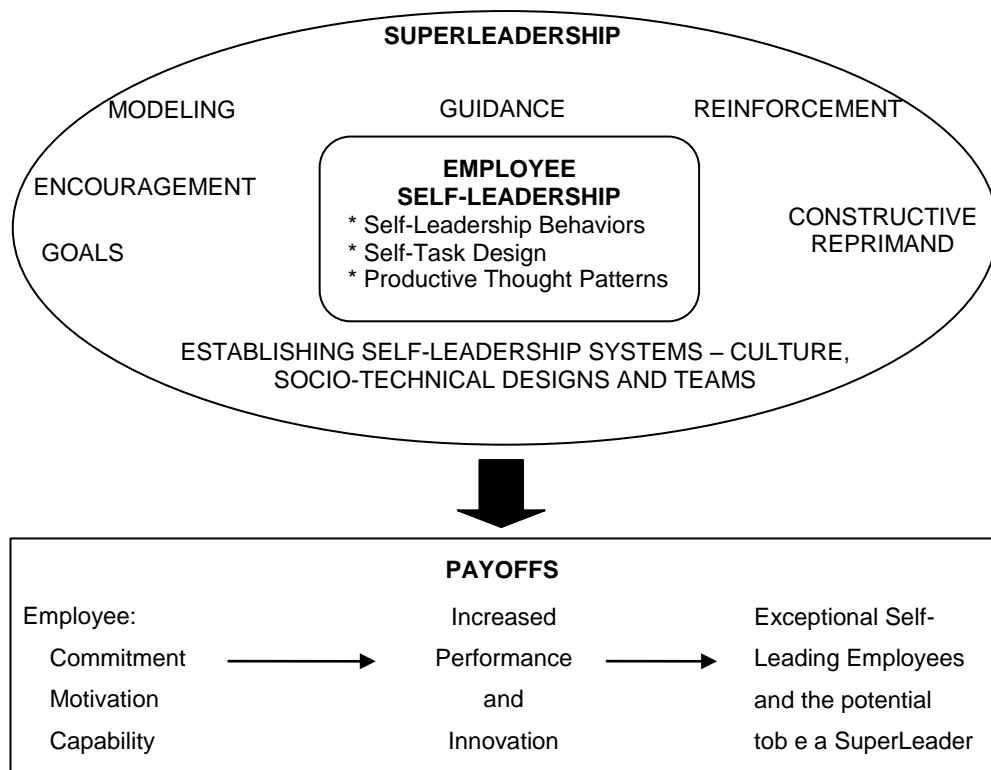 SUPERLEADERSHIP
MODELING
GUIDANCE
REINFORCEMENT
ENCOURAGEMENT
GOALS
EMPLOYEE
SELF-LEADERSHIP
* Self-Leadership Behaviors
* Self-Task Design
* Productive Thought Patterns
CONSTRUCTIVE
REPRIMAND
ESTABLISHING SELF-LEADERSHIP SYSTEMS – CULTURE,
SOCIO-TECHNICAL DESIGNS AND TEAMS
PAYOFFS
Employee:
Commitment
Motivation
Capability
Increased
Performance
and
Innovation
Exceptional Self-
Leading Employees
and the potential
tob e a SuperLeader